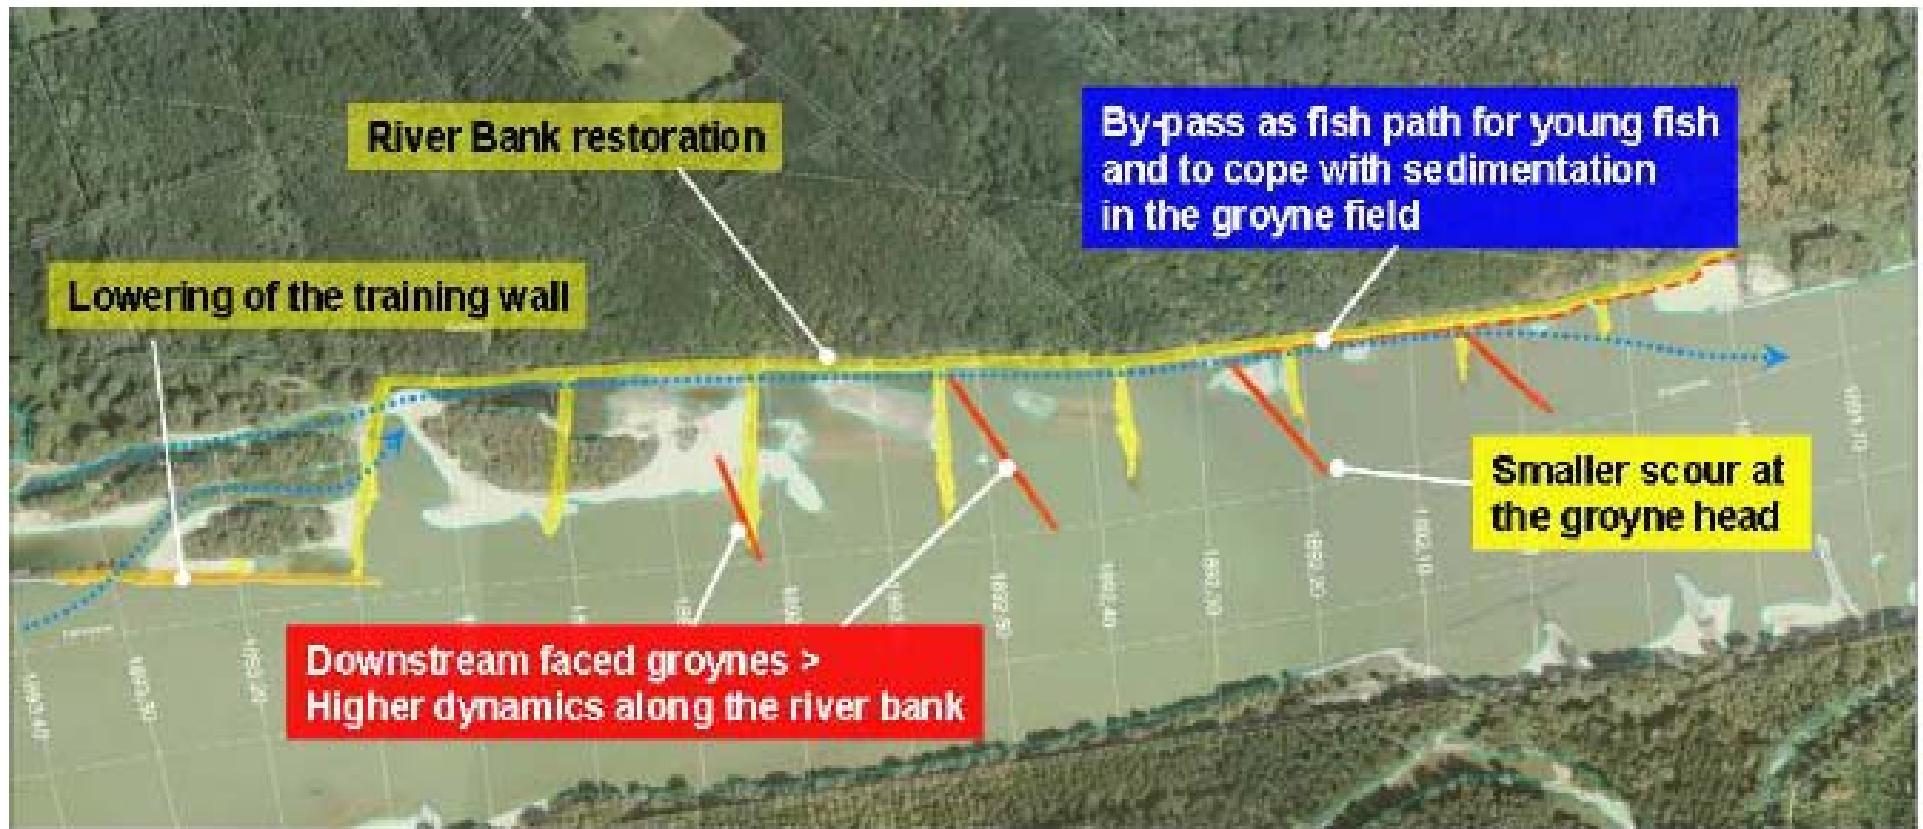 River Bank restoration
By-pass as fish path for young fish
and to cope with sedimentation
in the groyne field
Lowering of the training wall
Smaller scour at
the groyne head
Downstream faced groynes >
Higher dynamics along the river bank